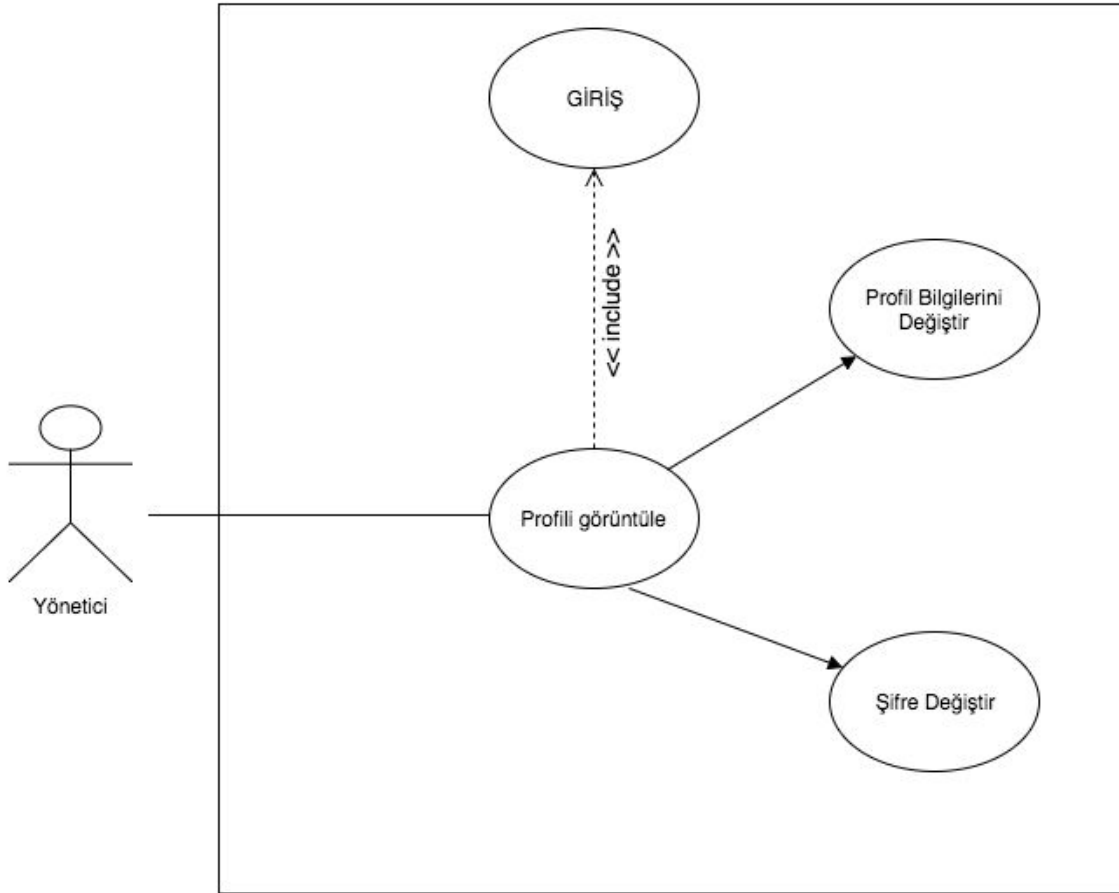 GİRİŞ
<< include >>
Profil Bilgilerini
Değiştir
Profili görüntüle
Yönetici
Şifre Değiştir